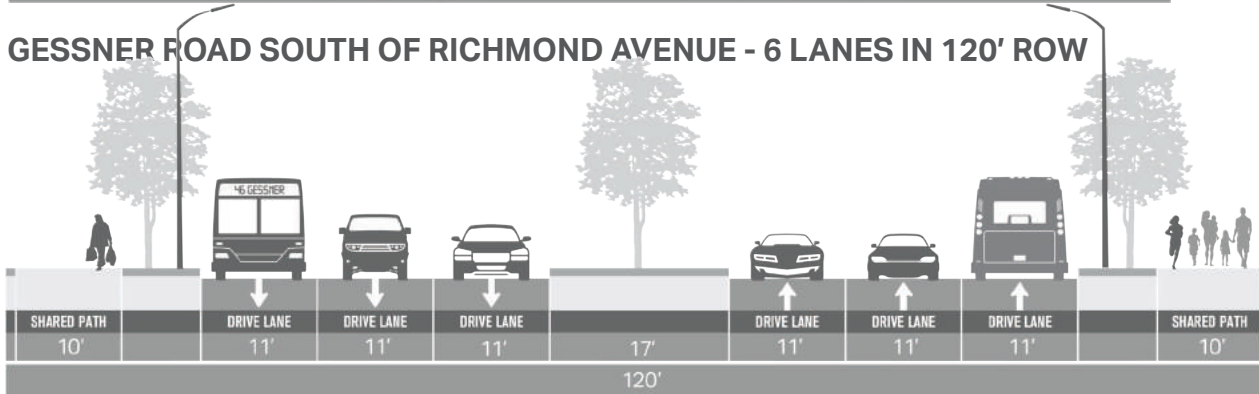 GESSNER ROAD SOUTH OF RICHMOND AVENUE - 6 LANES IN 120' ROW
46 GESSNER
SHARED PATH DRIVE LANE DRIVE LANE DRIVE LANE DRIVE LANE DRIVE LANE DRIVE LANE SHARED PATH
10' 11' 11' 11' 17' 11' 11' 11' 10'
120'